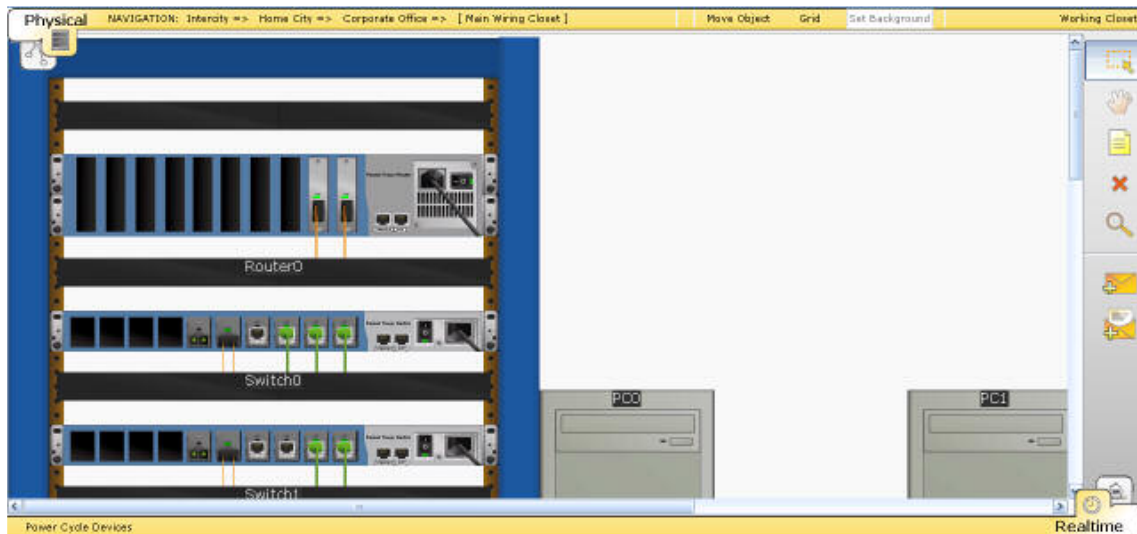 Physical NAVIGATION: Intercity => Home City => Corporate Office => [ Main Wiring Closet ] Move Object Grid Set Background Working Closet
Router0
Switch0
PC0 PC1
Switch1
Power Cycle Devices Realtime